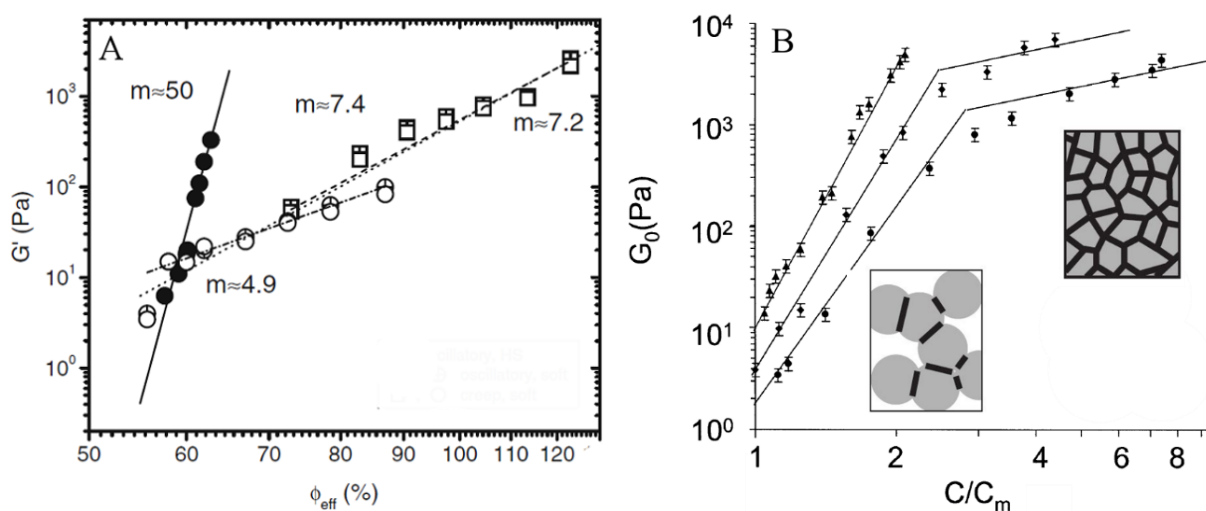 A
m≈50
m≈7.4
m≈7.2
m≈4.9
G' (Pa)
10³
10²
10¹
10⁰
50 60 70 80 90 100 120
ϕeff (%)
B
G₀(Pa)
10⁴
10³
10²
10¹
10⁰
1 2 4 6 8
C/Cm